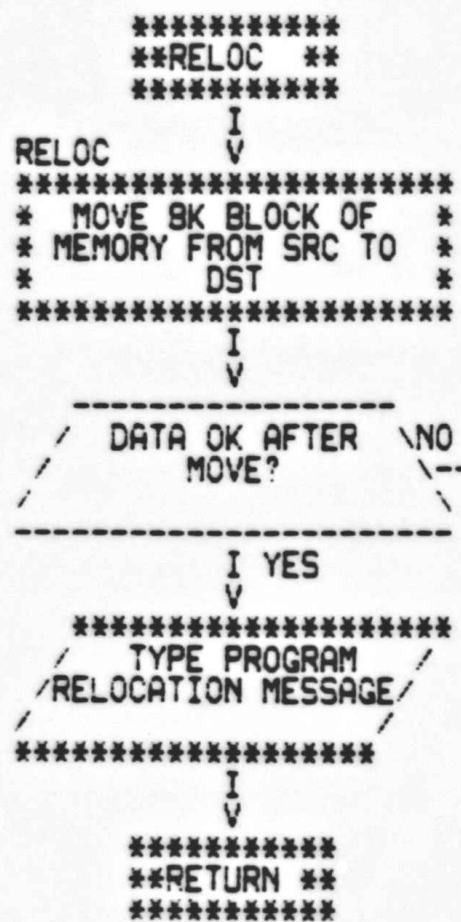 ***********
**RELOC  **
***********
I
V
RELOC
***********************
*  MOVE 8K BLOCK OF   *
* MEMORY FROM SRC TO  *
*         DST         *
***********************
I
V
-----------------
/  DATA OK AFTER  \NO
/      MOVE?       \--
/                    \
-----------------------
I YES
V
********************
/  TYPE PROGRAM    /
/RELOCATION MESSAGE/
/                  /
*******************
I
V
***********
**RETURN **
***********